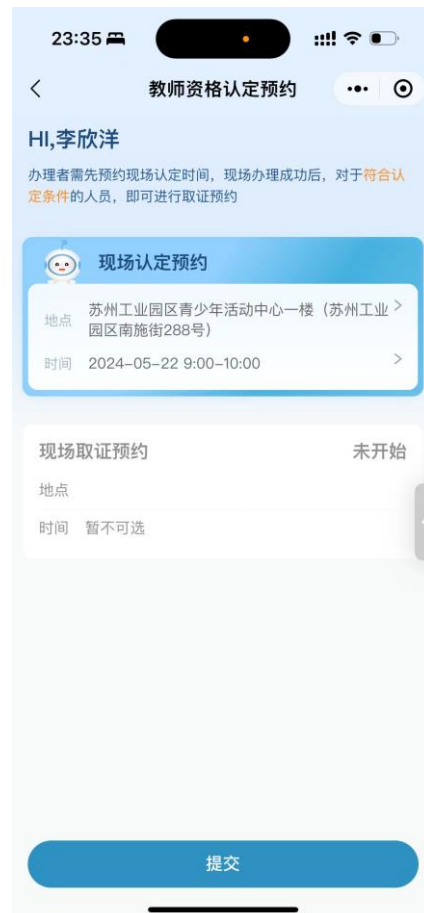 23:35
教师资格认定预约
HI,李欣洋
办理者需先预约现场认定时间，现场办理成功后，对于符合认
定条件的人员，即可进行取证预约
现场认定预约
地点 苏州工业园区青少年活动中心一楼（苏州工业
园区南施街288号）
时间 2024-05-22 9:00-10:00
现场取证预约 未开始
地点
时间 暂不可选
提交